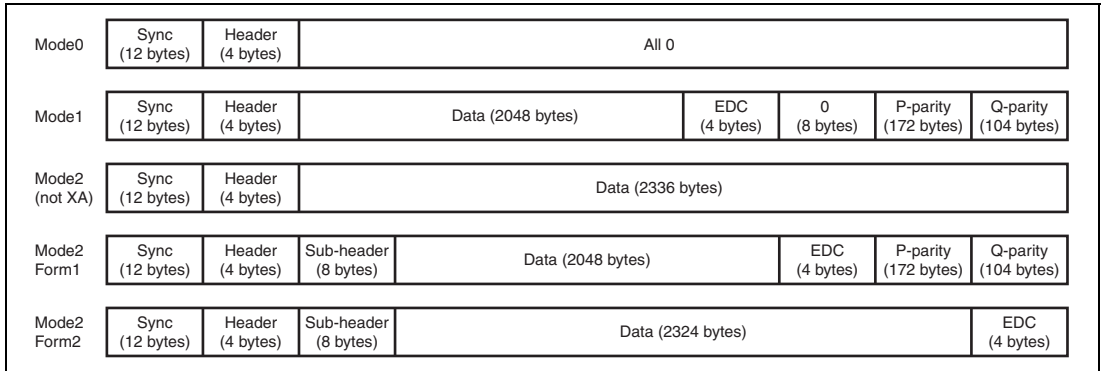 Mode0 Sync (12 bytes) Header (4 bytes) All 0
Mode1 Sync (12 bytes) Header (4 bytes) Data (2048 bytes) EDC (4 bytes) 0 (8 bytes) P-parity (172 bytes) Q-parity (104 bytes)
Mode2 (not XA) Sync (12 bytes) Header (4 bytes) Data (2336 bytes)
Mode2 Form1 Sync (12 bytes) Header (4 bytes) Sub-header (8 bytes) Data (2048 bytes) EDC (4 bytes) P-parity (172 bytes) Q-parity (104 bytes)
Mode2 Form2 Sync (12 bytes) Header (4 bytes) Sub-header (8 bytes) Data (2324 bytes) EDC (4 bytes)